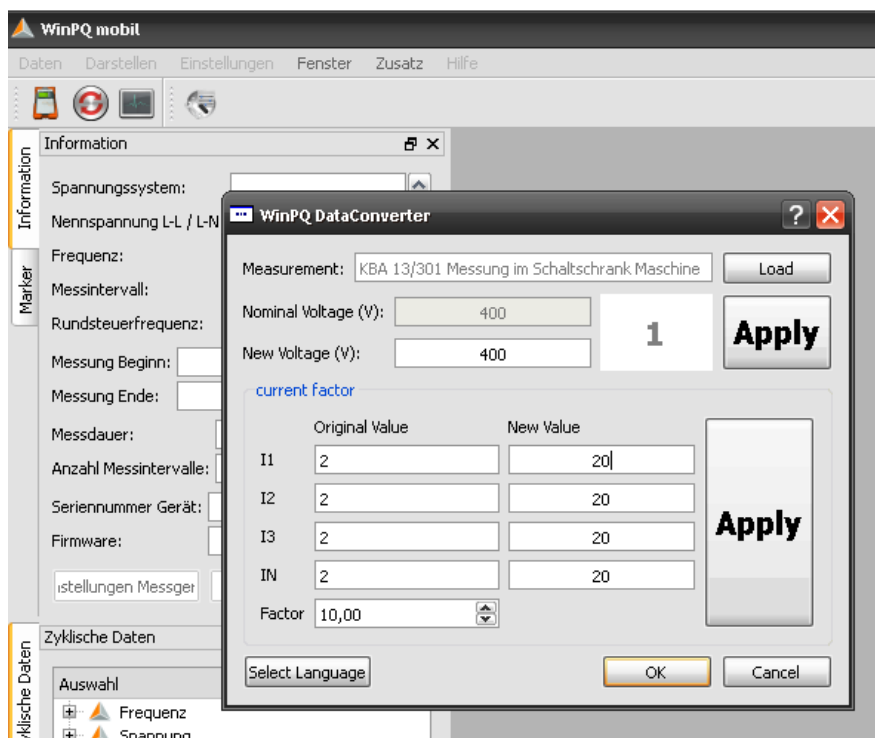 WinPQ mobil
Daten Darstellen Einstellungen Fenster Zusatz Hilfe
Information
Information
Marker
Spannungssystem:
Nennspannung L-L / L-N
Frequenz:
Messintervall:
Rundsteuerfrequenz:
Messung Beginn:
Messung Ende:
Messdauer:
Anzahl Messintervalle:
Seriennummer Gerät:
Firmware:
ıstellungen Messger
WinPQ DataConverter
Measurement: KBA 13/301 Messung im Schaltschrank Maschine Load
Nominal Voltage (V): 400
1
Apply
New Voltage (V): 400
current factor
Original Value New Value
I1 2 20
I2 2 20
I3 2 20
IN 2 20
Apply
Factor 10,00
Select Language OK Cancel
Zyklische Daten
yklische Daten
Auswahl
Frequenz
Spannung